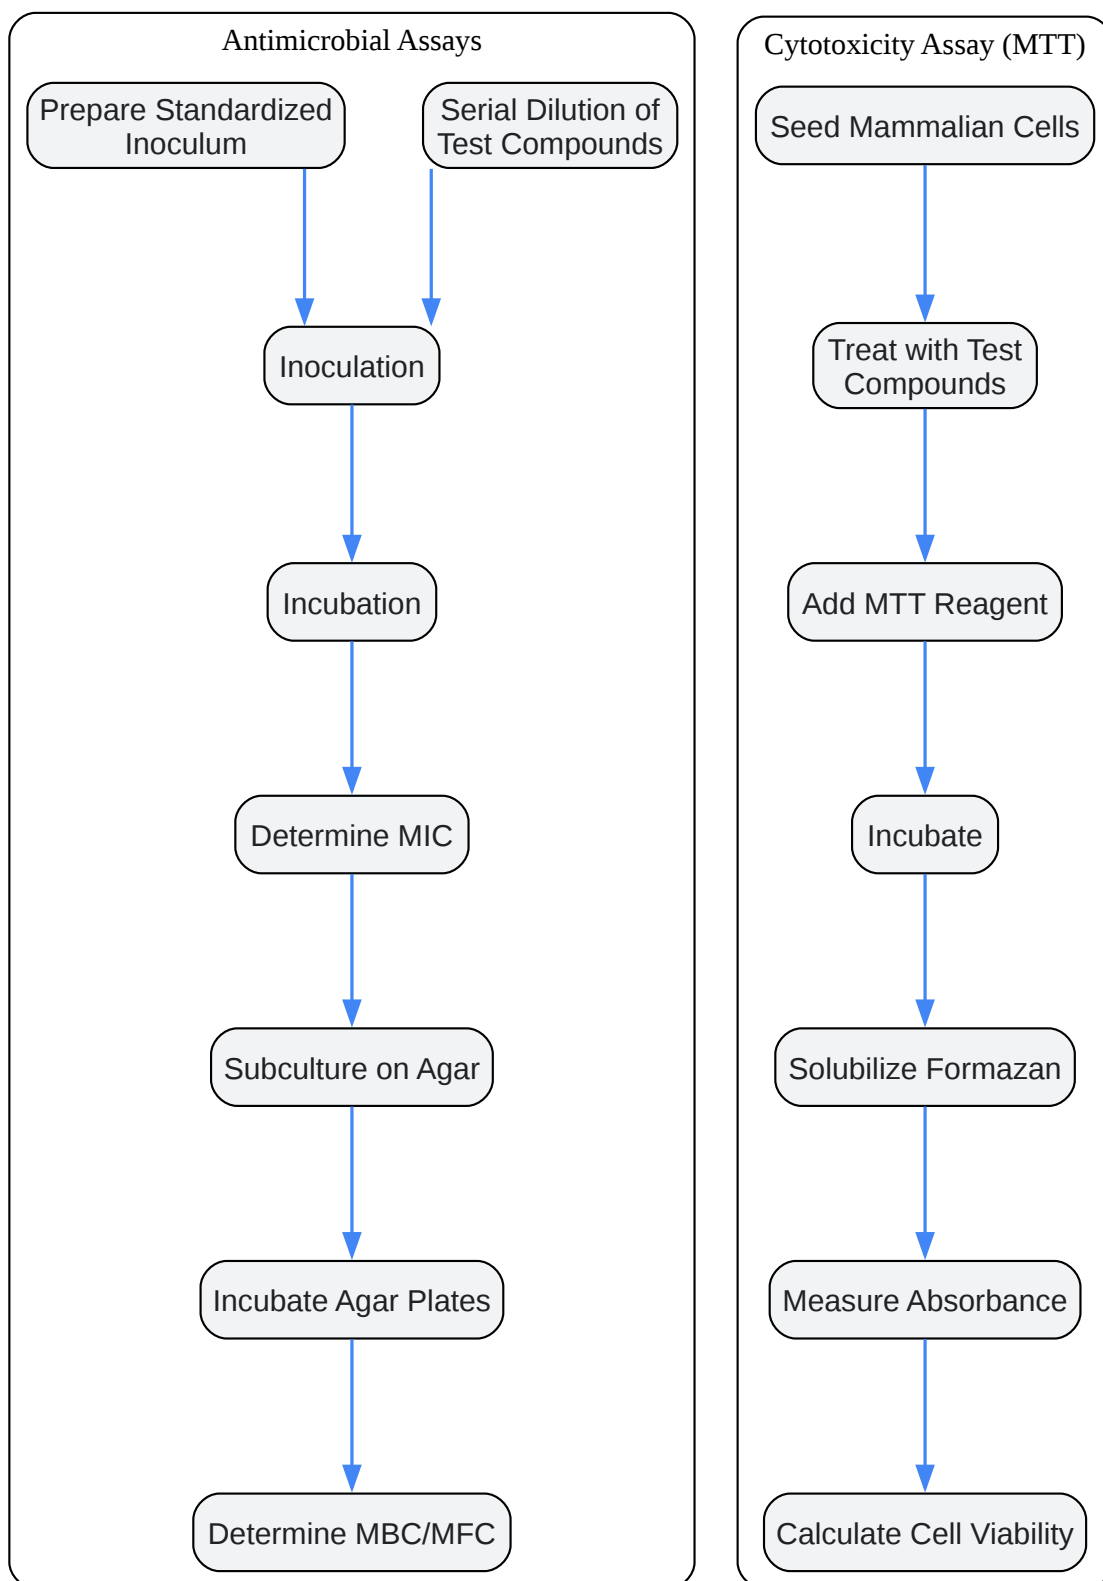 Antimicrobial Assays
Prepare Standardized
Inoculum
Serial Dilution of
Test Compounds
Inoculation
Incubation
Determine MIC
Subculture on Agar
Incubate Agar Plates
Determine MBC/MFC
Cytotoxicity Assay (MTT)
Seed Mammalian Cells
Treat with Test
Compounds
Add MTT Reagent
Incubate
Solubilize Formazan
Measure Absorbance
Calculate Cell Viability